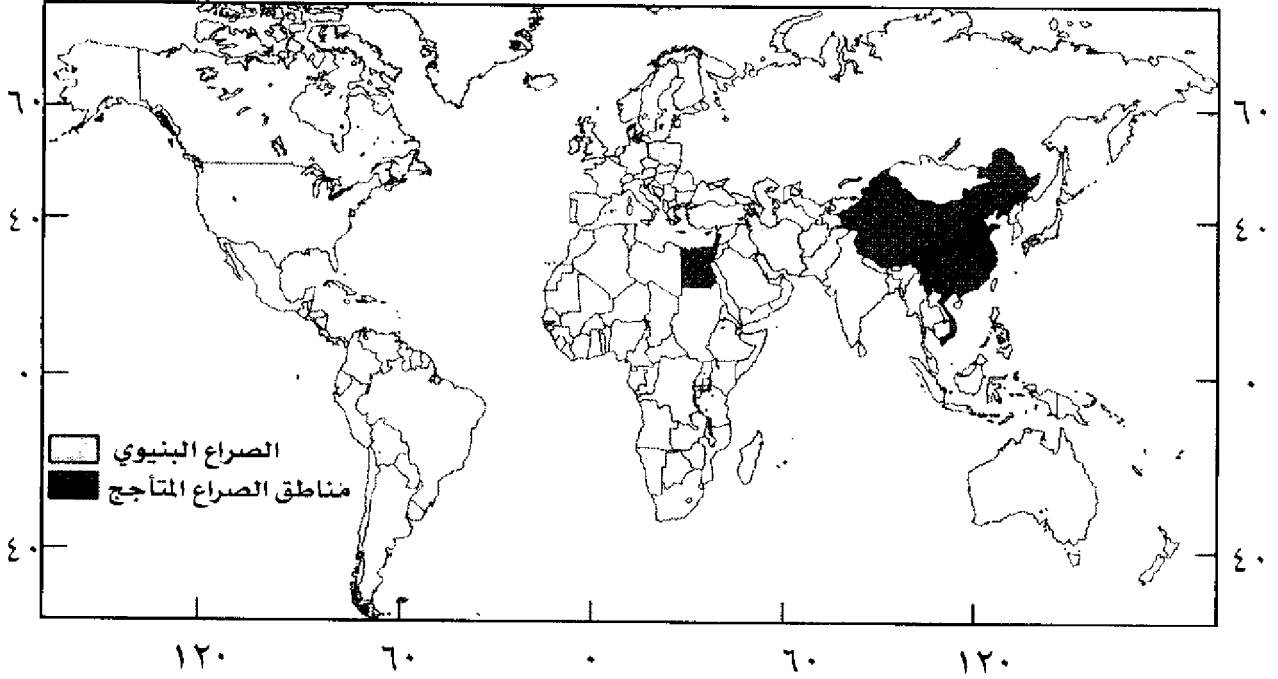 ٦٠ ٦٠
٤٠ ٤٠
٠ ٠
الصراع البنيوي
مناطق الصراع المتأجج
٤٠ ٤٠
١٢٠ ٦٠ ٠ ٦٠ ١٢٠